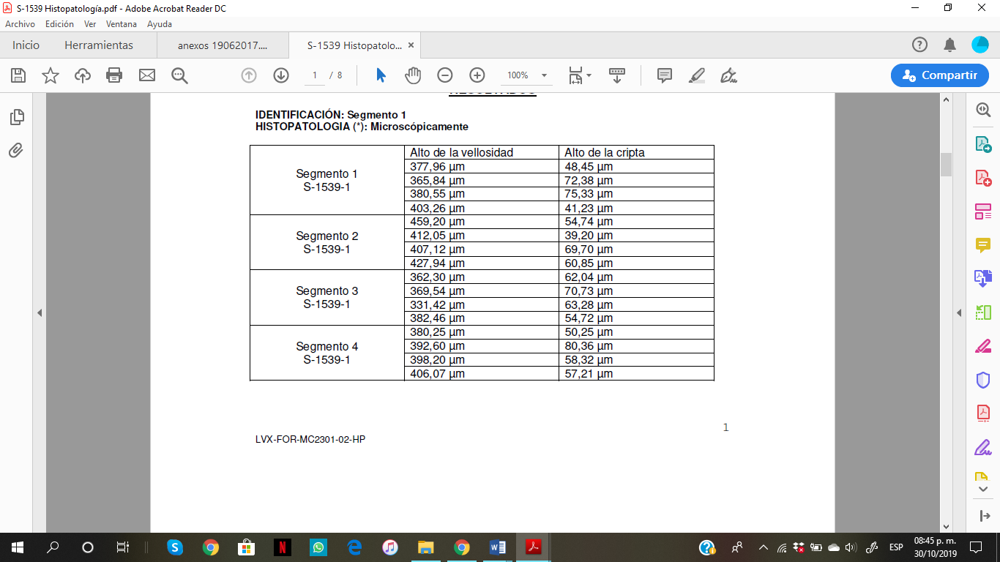 S-1539 Histopatología.pdf - Adobe Acrobat Reader DC
Archivo Edición Ver Ventana Ayuda
Inicio Herramientas anexos 19062017.... S-1539 Histopatolo... ×
1 / 8 100% Compartir
RESULTADOS
IDENTIFICACIÓN: Segmento 1
HISTOPATOLOGIA (*): Microscópicamente
Alto de la vellosidad Alto de la cripta
Segmento 1
S-1539-1
377,96 µm 48,45 µm
365,84 µm 72,38 µm
380,55 µm 75,33 µm
403,26 µm 41,23 µm
Segmento 2
S-1539-1
459,20 µm 54,74 µm
412,05 µm 39,20 µm
407,12 µm 69,70 µm
427,94 µm 60,85 µm
Segmento 3
S-1539-1
362,30 µm 62,04 µm
369,54 µm 70,73 µm
331,42 µm 63,28 µm
382,46 µm 54,72 µm
Segmento 4
S-1539-1
380,25 µm 50,25 µm
392,60 µm 80,36 µm
398,20 µm 58,32 µm
406,07 µm 57,21 µm
1
LVX-FOR-MC2301-02-HP
ESP
08:45 p. m.
30/10/2019